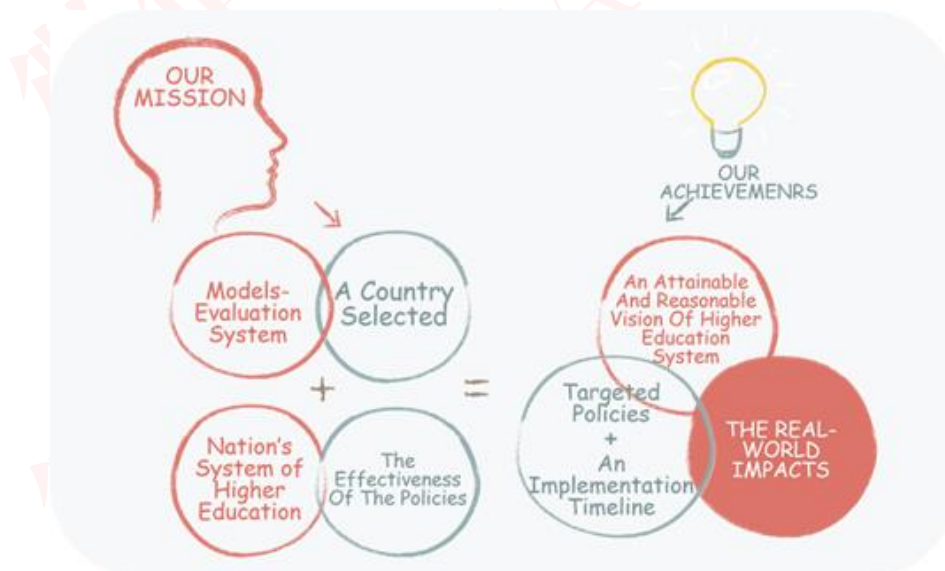 OUR
MISSION
OUR
ACHIEVEMENRS
Models-
Evaluation
System
A Country
Selected
+
Nation's
System of
Higher
Education
The
Effectiveness
Of The Policies
=
An Attainable
And Reasonable
Vision Of Higher
Education
System
Targeted
Policies
+
An
Implementation
Timeline
THE REAL-
WORLD
IMPACTS